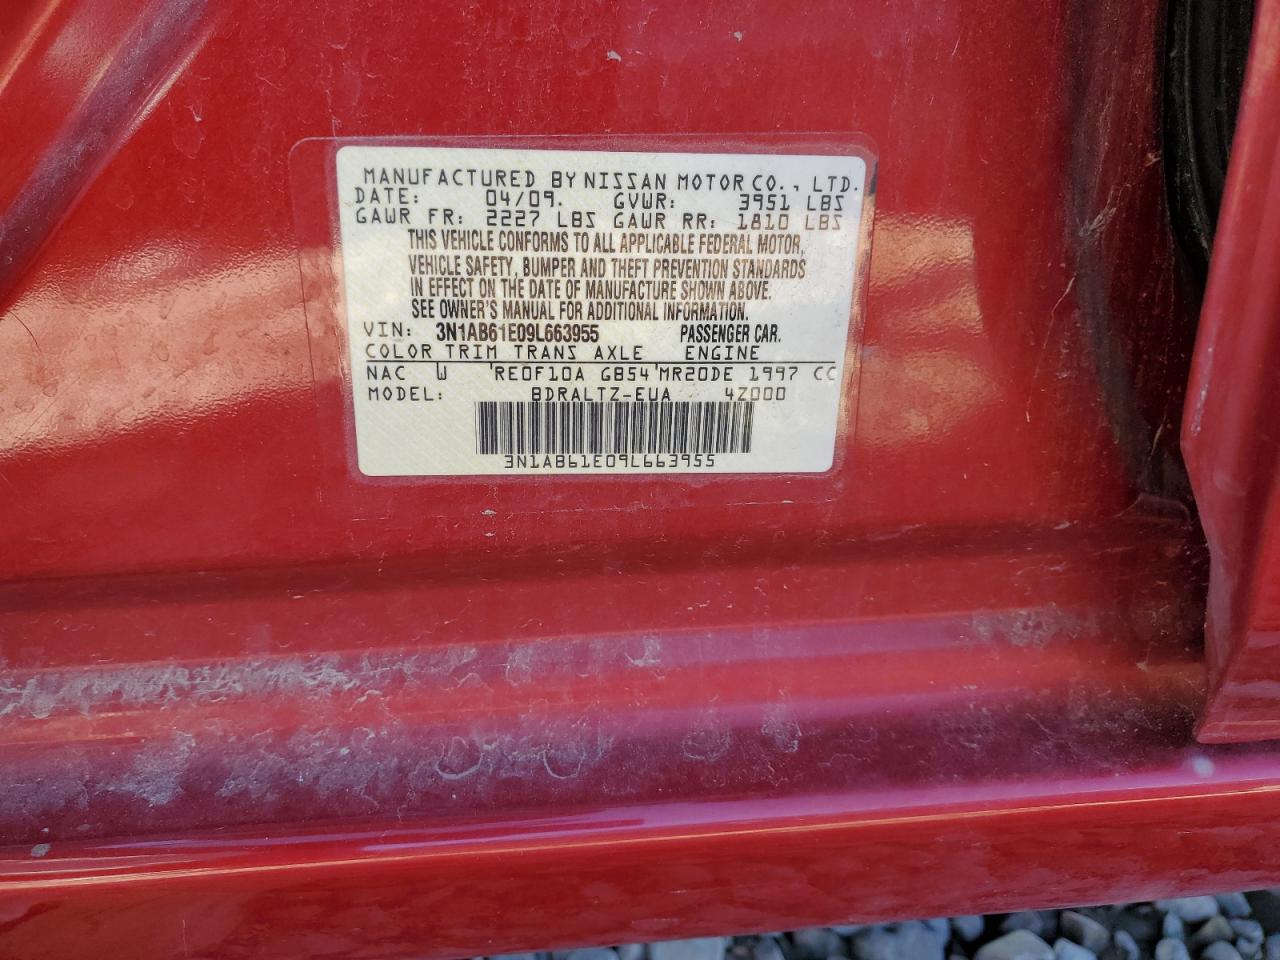 MANUFACTURED BY NISSAN MOTOR CO., LTD.
DATE: 04/09. GVWR: 3951 LBS
GAWR FR: 2227 LBS GAWR RR: 1810 LBS
THIS VEHICLE CONFORMS TO ALL APPLICABLE FEDERAL MOTOR,
VEHICLE SAFETY, BUMPER AND THEFT PREVENTION STANDARDS
IN EFFECT ON THE DATE OF MANUFACTURE SHOWN ABOVE.
SEE OWNER'S MANUAL FOR ADDITIONAL INFORMATION.
VIN: 3N1AB61E09L663955 PASSENGER CAR.
COLOR TRIM TRANS AXLE ENGINE
NAC W 'RE0F10A GB54'MR20DE 1997 CC
MODEL: BDRALTZ-EUA 4Z000
3N1AB61E09L663955